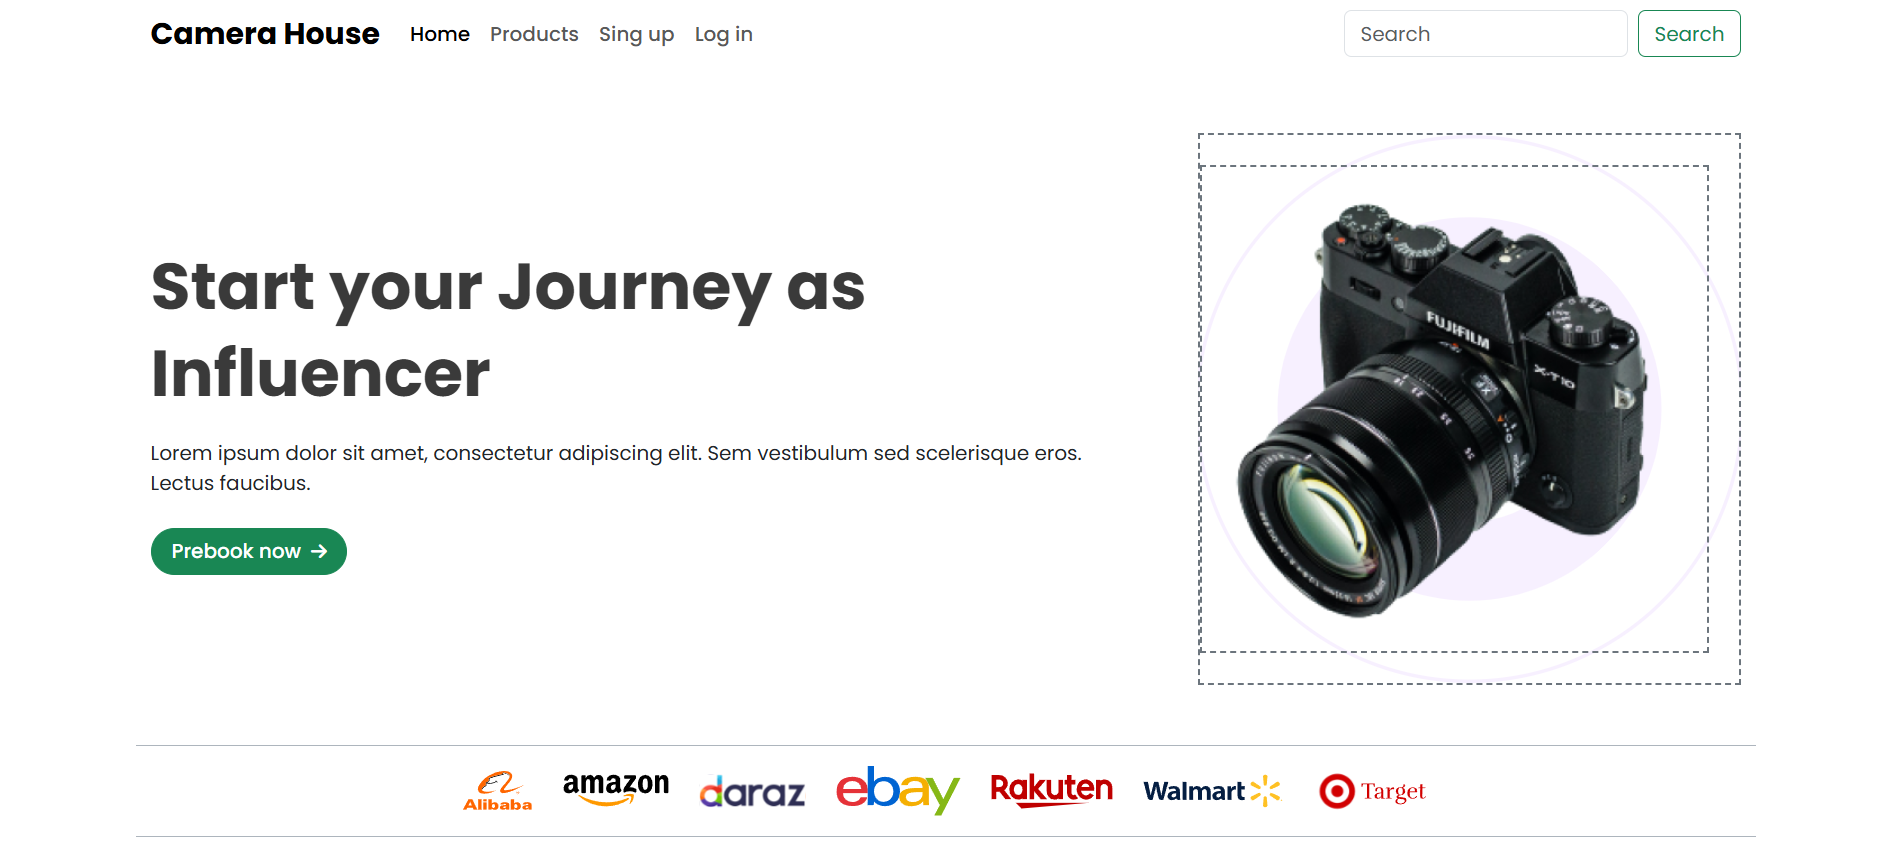 Camera House Home Products Sing up Log in Search Search
Start your Journey as
Influencer
Lorem ipsum dolor sit amet, consectetur adipiscing elit. Sem vestibulum sed scelerisque eros.
Lectus faucibus.
Prebook now
FUJIFILM
X-T10
Alibaba amazon daraz ebay Rakuten Walmart Target